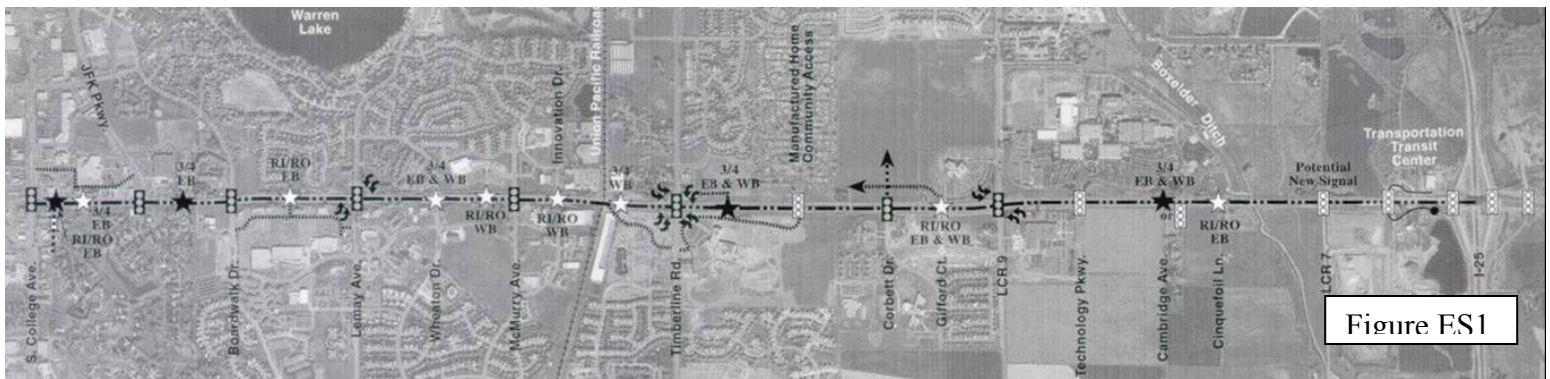 Warren
Lake
JFK Pkwy
Innovation Dr.
Union Pacific Railroad
Manufactured Home
Community Access
Boxelder
Ditch
Transportation
Transit
Center
3/4
EB
RI/RO
EB
3/4
EB & WB
3/4
WB
3/4
EB & WB
3/4
EB & WB
Potential
New Signal
3/4
EB
RI/RO
EB
RI/RO
WB
RI/RO
WB
RI/RO
EB & WB
or
RI/RO
EB
S. College Ave.
Boardwalk Dr.
Lemay Ave.
Wheaton Dr.
McMurry Ave.
Timberline Rd.
Corbett Dr.
Gifford Ct.
LCR 9
Technology Pkwy.
Cambridge Ave.
Cinquefoil Ln.
LCR 7
I-25
Figure ES1